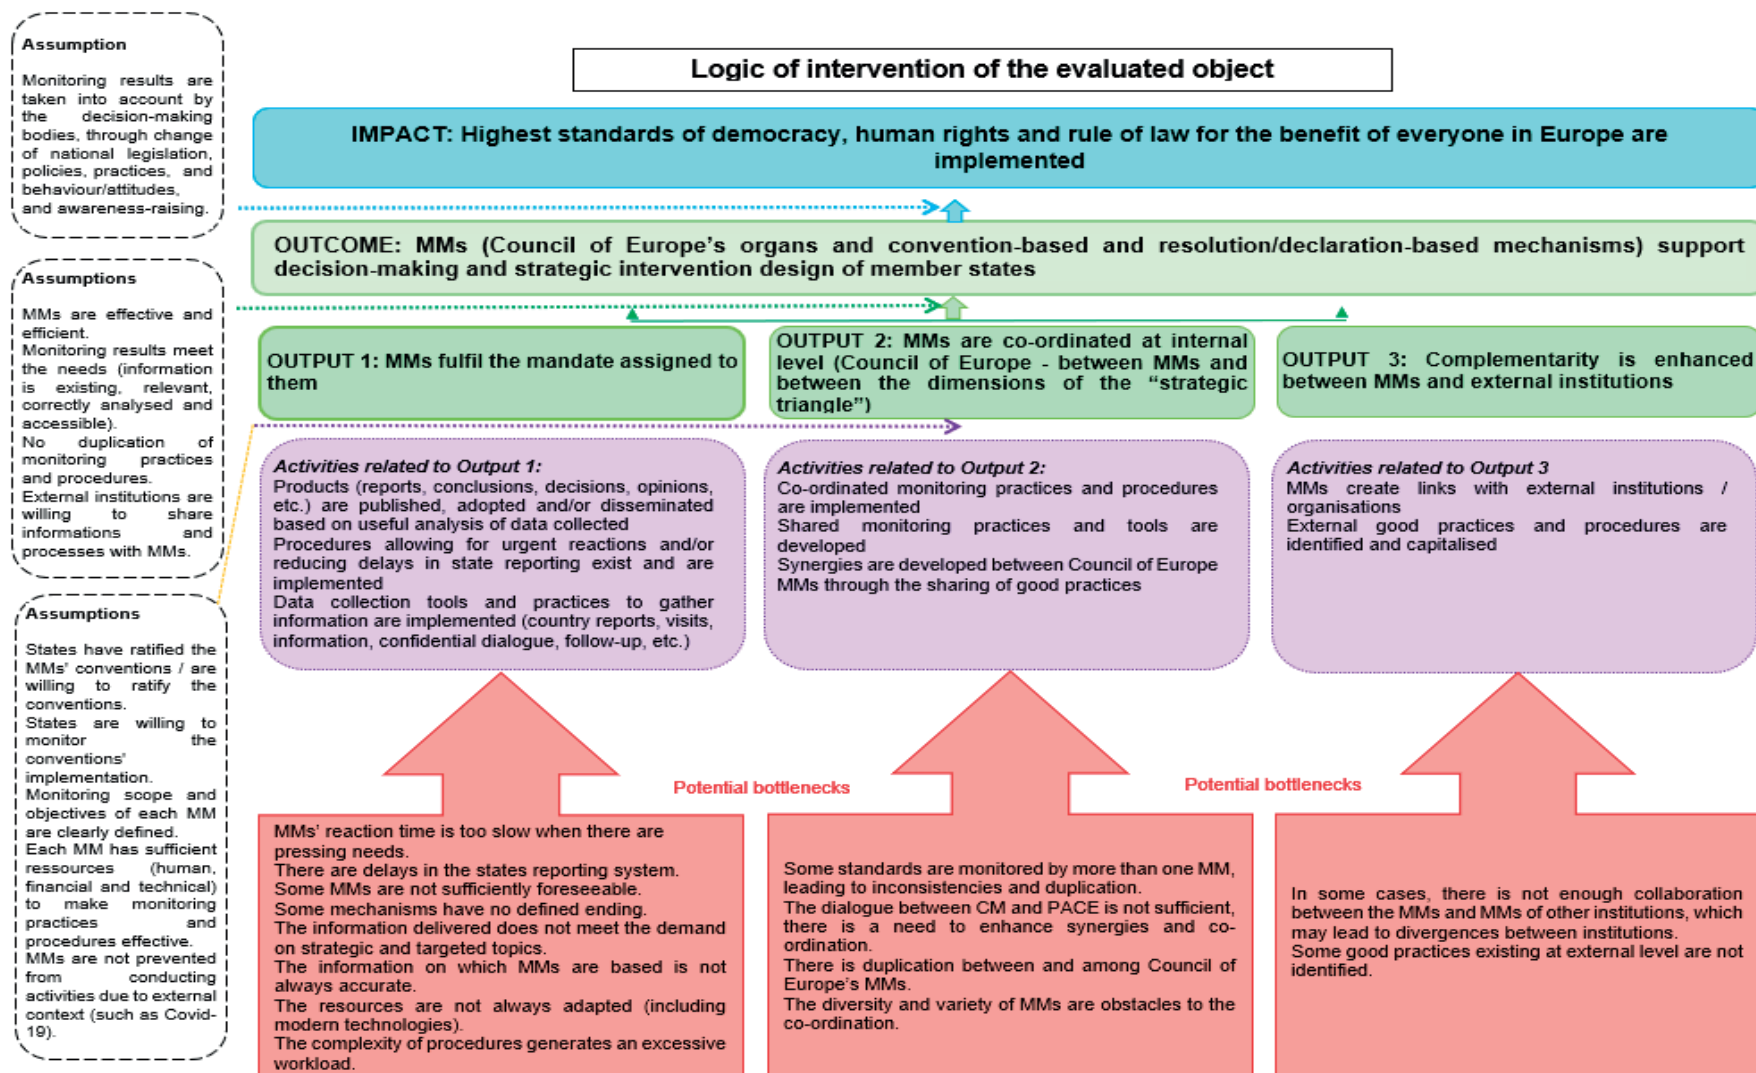 Logic of intervention of the evaluated object
Assumption
Monitoring results are
taken into account by
the decision-making
bodies, through change
of national legislation,
policies, practices, and
behaviour/attitudes,
and awareness-raising.
IMPACT: Highest standards of democracy, human rights and rule of law for the benefit of everyone in Europe are
implemented
OUTCOME: MMs (Council of Europe's organs and convention-based and resolution/declaration-based mechanisms) support
decision-making and strategic intervention design of member states
Assumptions
MMs are effective and
efficient.
Monitoring results meet
the needs (information
is existing, relevant,
correctly analysed and
accessible).
No duplication of
monitoring practices
and procedures.
External institutions are
willing to share
informations and
processes with MMs.
OUTPUT 1: MMs fulfil the mandate assigned to
them
OUTPUT 2: MMs are co-ordinated at internal
level (Council of Europe - between MMs and
between the dimensions of the “strategic
triangle”)
OUTPUT 3: Complementarity is enhanced
between MMs and external institutions
Assumptions
States have ratified the
MMs' conventions / are
willing to ratify the
conventions.
States are willing to
monitor the
conventions'
implementation.
Monitoring scope and
objectives of each MM
are clearly defined.
Each MM has sufficient
ressources (human,
financial and technical)
to make monitoring
practices and
procedures effective.
MMs are not prevented
from conducting
activities due to external
context (such as Covid-
19).
Activities related to Output 1:
Products (reports, conclusions, decisions, opinions,
etc.) are published, adopted and/or disseminated
based on useful analysis of data collected
Procedures allowing for urgent reactions and/or
reducing delays in state reporting exist and are
implemented
Data collection tools and practices to gather
information are implemented (country reports, visits,
information, confidential dialogue, follow-up, etc.)
Activities related to Output 2:
Co-ordinated monitoring practices and procedures
are implemented
Shared monitoring practices and tools are
developed
Synergies are developed between Council of Europe
MMs through the sharing of good practices
Activities related to Output 3
MMs create links with external institutions /
organisations
External good practices and procedures are
identified and capitalised
Potential bottlenecks
Potential bottlenecks
MMs' reaction time is too slow when there are
pressing needs.
There are delays in the states reporting system.
Some MMs are not sufficiently foreseeable.
Some mechanisms have no defined ending.
The information delivered does not meet the demand
on strategic and targeted topics.
The information on which MMs are based is not
always accurate.
The resources are not always adapted (including
modern technologies).
The complexity of procedures generates an excessive
workload.
Some standards are monitored by more than one MM,
leading to inconsistencies and duplication.
The dialogue between CM and PACE is not sufficient,
there is a need to enhance synergies and co-
ordination.
There is duplication between and among Council of
Europe's MMs.
The diversity and variety of MMs are obstacles to the
co-ordination.
In some cases, there is not enough collaboration
between the MMs and MMs of other institutions, which
may lead to divergences between institutions.
Some good practices existing at external level are not
identified.